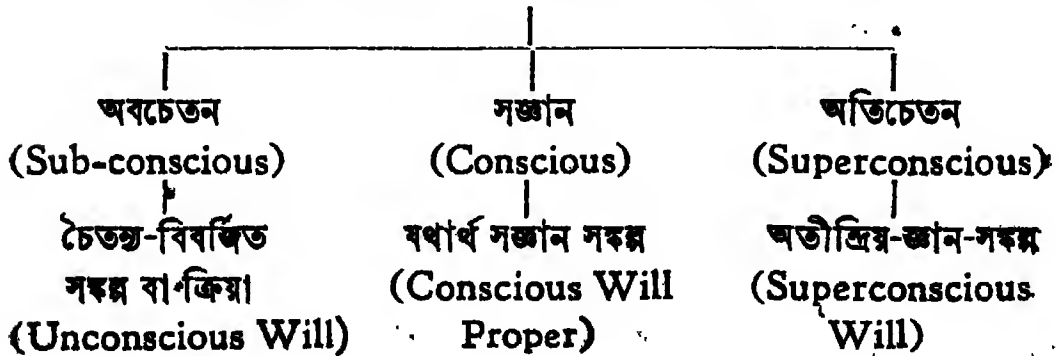 অবচেতন সজ্ঞান অতিচেতন
(Sub-conscious) (Conscious) (Superconscious)
চৈতন্য-বিবর্জিত যথার্থ সজ্ঞান সঙ্কল্প অতীন্দ্রিয়-জ্ঞান-সঙ্কল্প
সঙ্কল্প বা ক্রিয়া (Conscious Will (Superconscious
(Unconscious Will) Proper) Will)